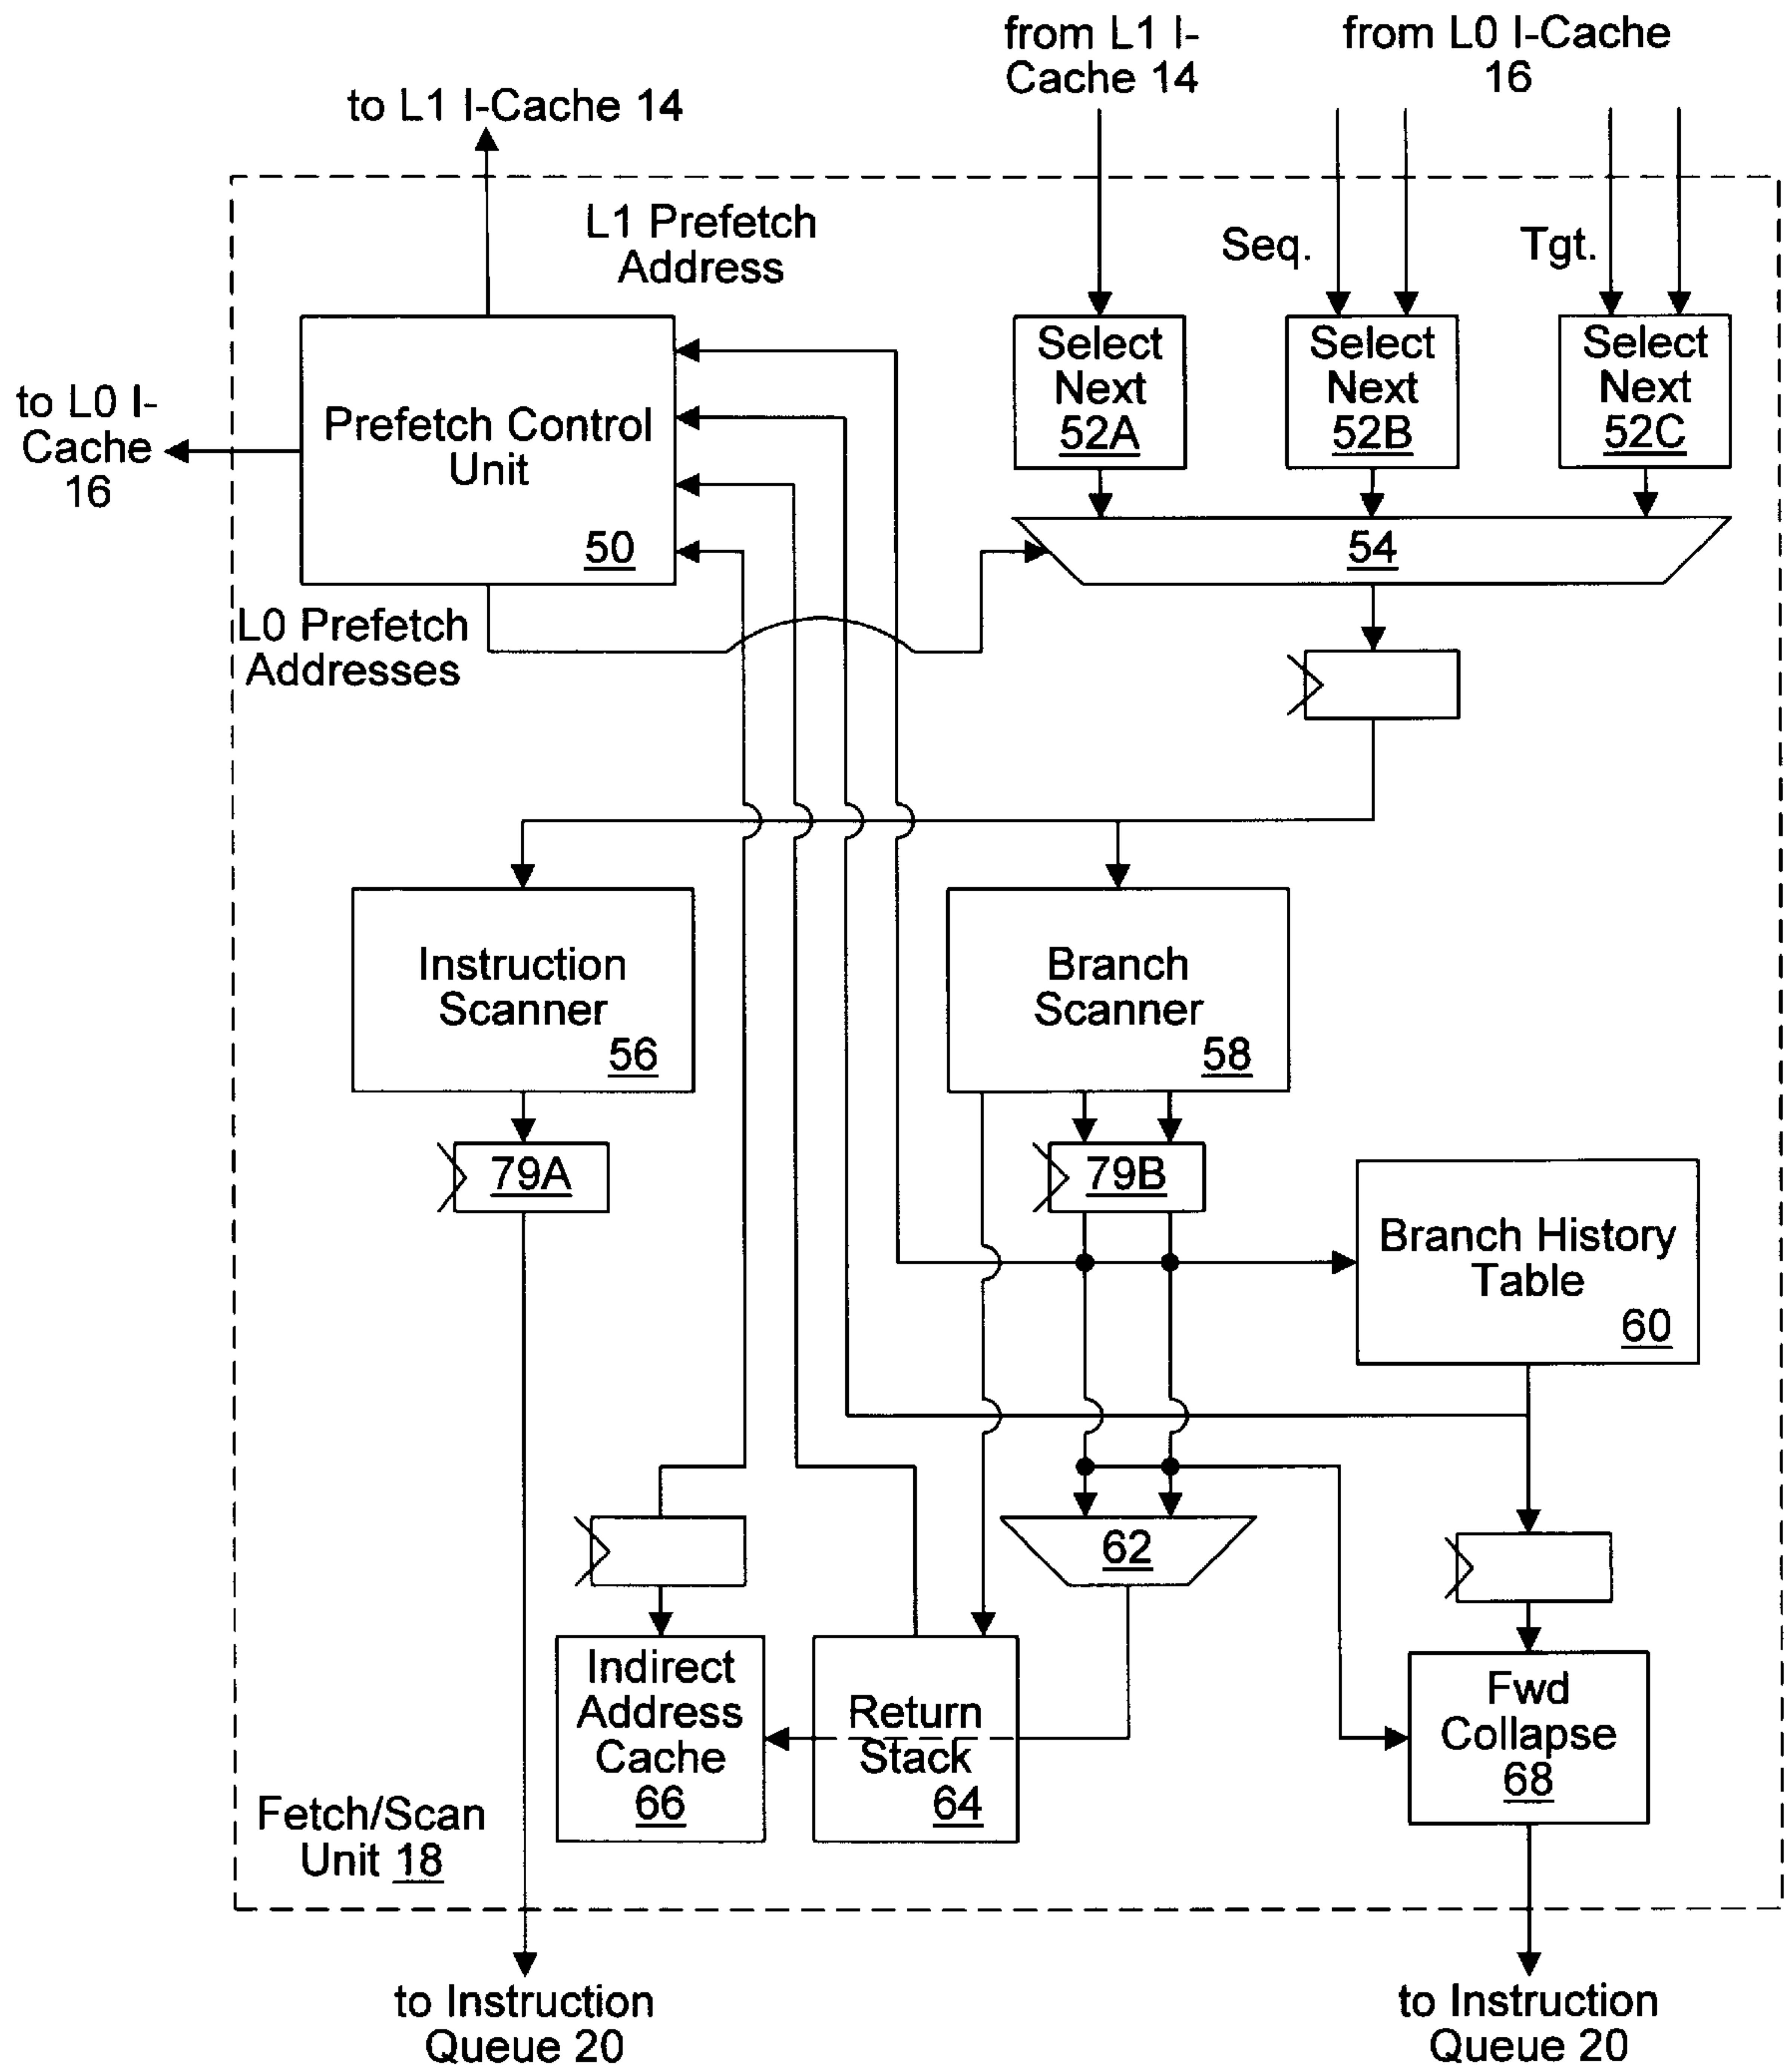 from L1 I-
Cache 14
from L0 I-Cache
16
to L1 I-Cache 14
L1 Prefetch
Address
Seq.
Tgt.
to L0 I-
Cache
16
Prefetch Control
Unit
50
Select
Next
52A
Select
Next
52B
Select
Next
52C
54
L0 Prefetch
Addresses
Instruction
Scanner
56
Branch
Scanner
58
79A
79B
Branch History
Table
60
62
Indirect
Address
Cache
66
Return
Stack
64
Fwd
Collapse
68
Fetch/Scan
Unit 18
to Instruction
Queue 20
to Instruction
Queue 20